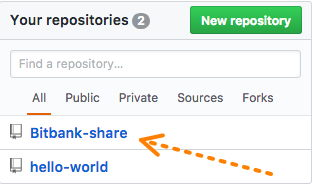 Your repositories 2 New repository
Find a repository...
All Public Private Sources Forks
Bitbank-share
hello-world